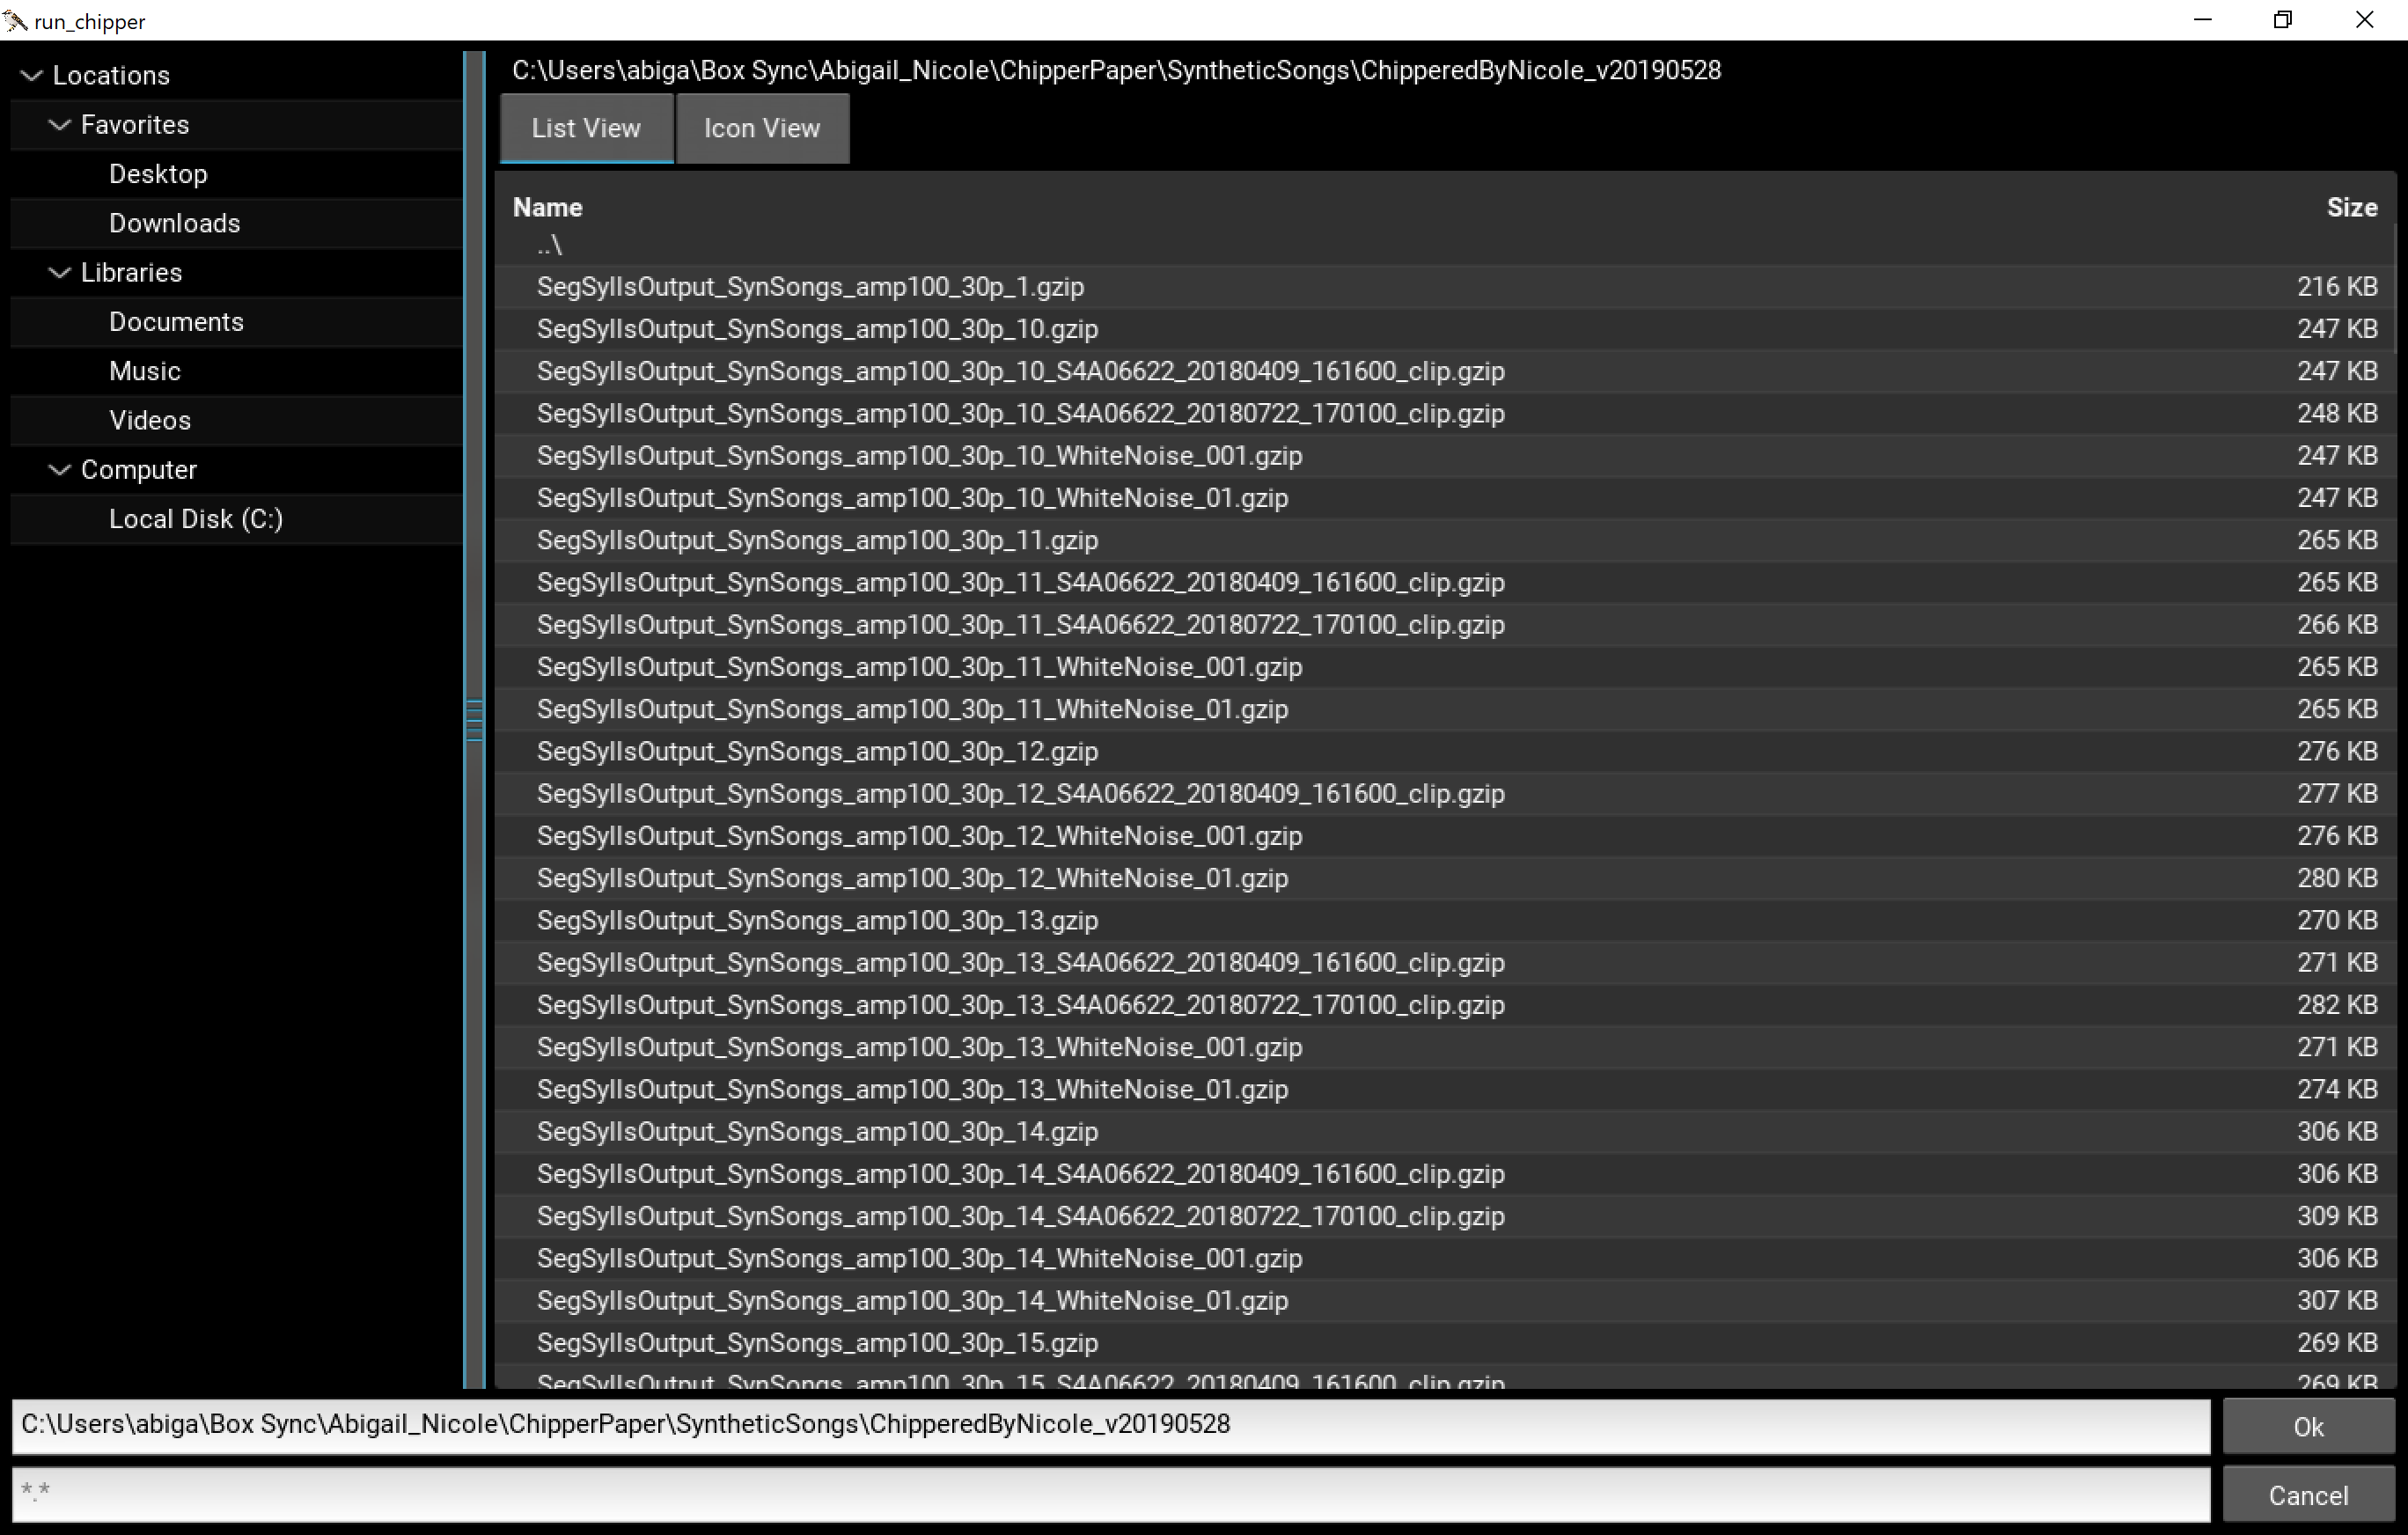 run_chipper
Locations
Favorites
Desktop
Downloads
Libraries
Documents
Music
Videos
Computer
Local Disk (C:)
C:\Users\abiga\Box Sync\Abigail_Nicole\ChipperPaper\SyntheticSongs\ChipperedByNicole_v20190528
List View Icon View
Name Size
..\
SegSyllsOutput_SynSongs_amp100_30p_1.gzip 216 KB
SegSyllsOutput_SynSongs_amp100_30p_10.gzip 247 KB
SegSyllsOutput_SynSongs_amp100_30p_10_S4A06622_20180409_161600_clip.gzip 247 KB
SegSyllsOutput_SynSongs_amp100_30p_10_S4A06622_20180722_170100_clip.gzip 248 KB
SegSyllsOutput_SynSongs_amp100_30p_10_WhiteNoise_001.gzip 247 KB
SegSyllsOutput_SynSongs_amp100_30p_10_WhiteNoise_01.gzip 247 KB
SegSyllsOutput_SynSongs_amp100_30p_11.gzip 265 KB
SegSyllsOutput_SynSongs_amp100_30p_11_S4A06622_20180409_161600_clip.gzip 265 KB
SegSyllsOutput_SynSongs_amp100_30p_11_S4A06622_20180722_170100_clip.gzip 266 KB
SegSyllsOutput_SynSongs_amp100_30p_11_WhiteNoise_001.gzip 265 KB
SegSyllsOutput_SynSongs_amp100_30p_11_WhiteNoise_01.gzip 265 KB
SegSyllsOutput_SynSongs_amp100_30p_12.gzip 276 KB
SegSyllsOutput_SynSongs_amp100_30p_12_S4A06622_20180409_161600_clip.gzip 277 KB
SegSyllsOutput_SynSongs_amp100_30p_12_WhiteNoise_001.gzip 276 KB
SegSyllsOutput_SynSongs_amp100_30p_12_WhiteNoise_01.gzip 280 KB
SegSyllsOutput_SynSongs_amp100_30p_13.gzip 270 KB
SegSyllsOutput_SynSongs_amp100_30p_13_S4A06622_20180409_161600_clip.gzip 271 KB
SegSyllsOutput_SynSongs_amp100_30p_13_S4A06622_20180722_170100_clip.gzip 282 KB
SegSyllsOutput_SynSongs_amp100_30p_13_WhiteNoise_001.gzip 271 KB
SegSyllsOutput_SynSongs_amp100_30p_13_WhiteNoise_01.gzip 274 KB
SegSyllsOutput_SynSongs_amp100_30p_14.gzip 306 KB
SegSyllsOutput_SynSongs_amp100_30p_14_S4A06622_20180409_161600_clip.gzip 306 KB
SegSyllsOutput_SynSongs_amp100_30p_14_S4A06622_20180722_170100_clip.gzip 309 KB
SegSyllsOutput_SynSongs_amp100_30p_14_WhiteNoise_001.gzip 306 KB
SegSyllsOutput_SynSongs_amp100_30p_14_WhiteNoise_01.gzip 307 KB
SegSyllsOutput_SynSongs_amp100_30p_15.gzip 269 KB
SegSyllsOutput_SynSongs_amp100_30p_15_S4A06622_20180409_161600_clip.gzip 269 KB
C:\Users\abiga\Box Sync\Abigail_Nicole\ChipperPaper\SyntheticSongs\ChipperedByNicole_v20190528 Ok
*.* Cancel